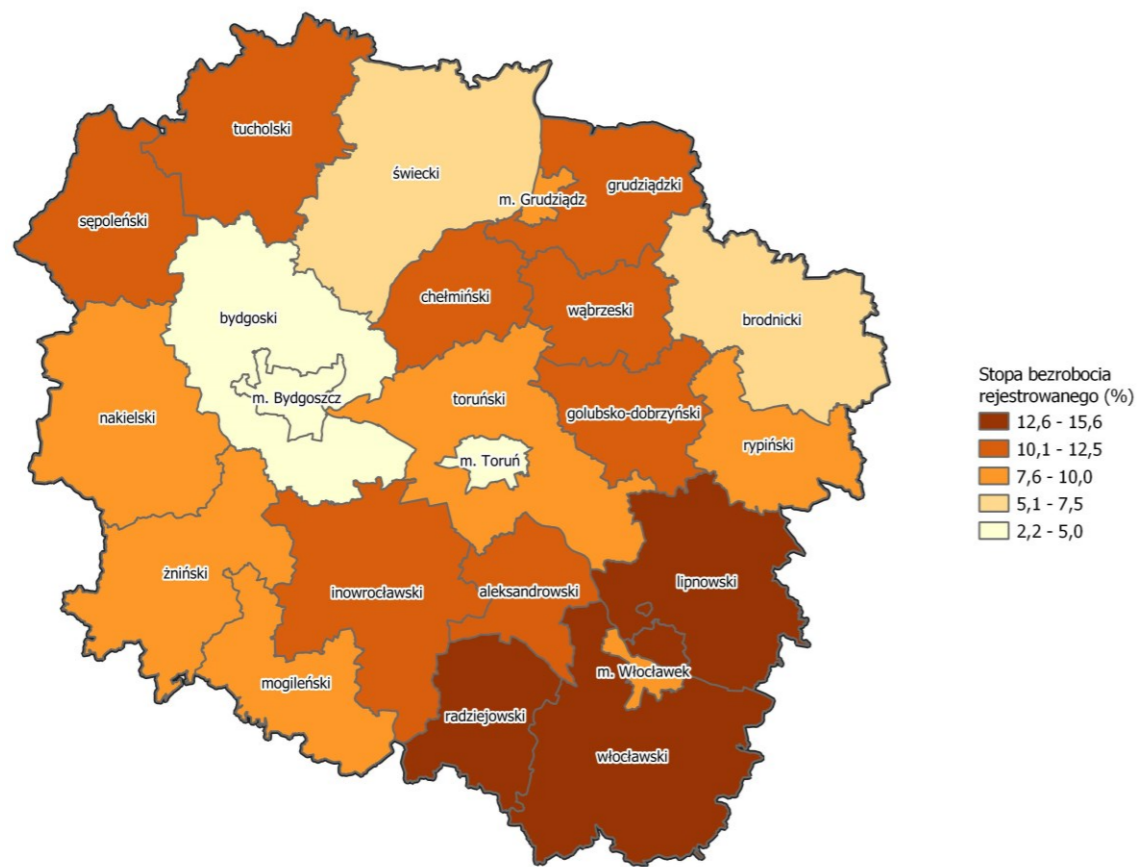 tucholski
świecki
m. Grudziądz
grudziądzki
sępoleński
chełmiński
wąbrzeski
brodnicki
bydgoski
m. Bydgoszcz
toruński
golubsko-dobrzyński
nakielski
rypiński
m. Toruń
żniński
inowrocławski
aleksandrowski
lipnowski
mogileński
m. Włocławek
radziejowski
włocławski
Stopa bezrobocia
rejestrowanego (%)
12,6 - 15,6
10,1 - 12,5
7,6 - 10,0
5,1 - 7,5
2,2 - 5,0